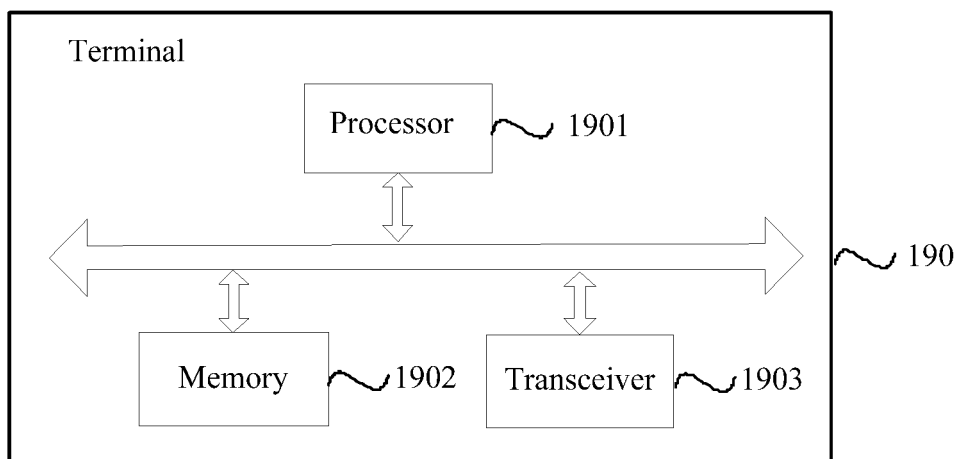 Terminal
Processor
1901
190
Memory
1902
Transceiver
1903